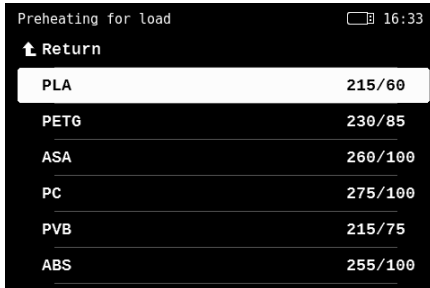 Preheating for load 16:33
Return
PLA 215/60
PETG 230/85
ASA 260/100
PC 275/100
PVB 215/75
ABS 255/100